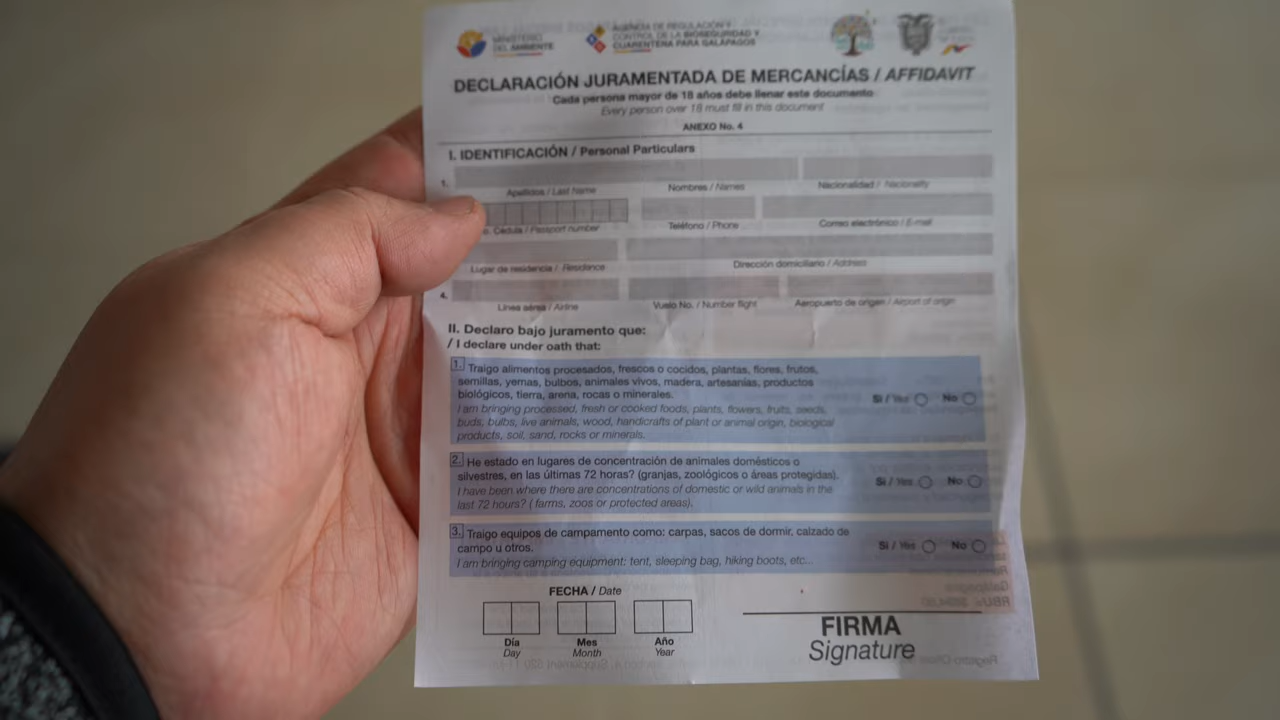 MINISTERIO
DEL AMBIENTE
AGENCIA DE REGULACIÓN Y
CONTROL DE LA BIOSEGURIDAD Y
CUARENTENA PARA GALÁPAGOS
DECLARACIÓN JURAMENTADA DE MERCANCÍAS / AFFIDAVIT
Cada persona mayor de 18 años debe llenar este documento
Every person over 18 must fill in this document
ANEXO No. 4
I. IDENTIFICACIÓN / Personal Particulars
1.
Apellidos / Last Name
Nombres / Names
Nacionalidad / Nacionality
o. Cédula / Passport number
Teléfono / Phone
Correo electrónico / E-mail
Lugar de residencia / Residence
Dirección domiciliario / Address
4.
Línea aérea / Airline
Vuelo No. / Number flight
Aeropuerto de origen / Airport of origin
II. Declaro bajo juramento que:
/ I declare under oath that:
1. Traigo alimentos procesados, frescos o cocidos, plantas, flores, frutos,
semillas, yemas, bulbos, animales vivos, madera, artesanías, productos
biológicos, tierra, arena, rocas o minerales.
I am bringing processed, fresh or cooked foods, plants, flowers, fruits, seeds,
buds, bulbs, live animals, wood, handicrafts of plant or animal origin, biological
products, soil, sand, rocks or minerals.
Si / Yes No
2. He estado en lugares de concentración de animales domésticos o
silvestres, en las últimas 72 horas? (granjas, zoológicos o áreas protegidas).
I have been where there are concentrations of domestic or wild animals in the
last 72 hours? ( farms, zoos or protected areas).
Si / Yes No
3. Traigo equipos de campamento como: carpas, sacos de dormir, calzado de
campo u otros.
I am bringing camping equipment: tent, sleeping bag, hiking boots, etc..
Si / Yes No
FECHA / Date
Día
Day
Mes
Month
Año
Year
FIRMA
Signature